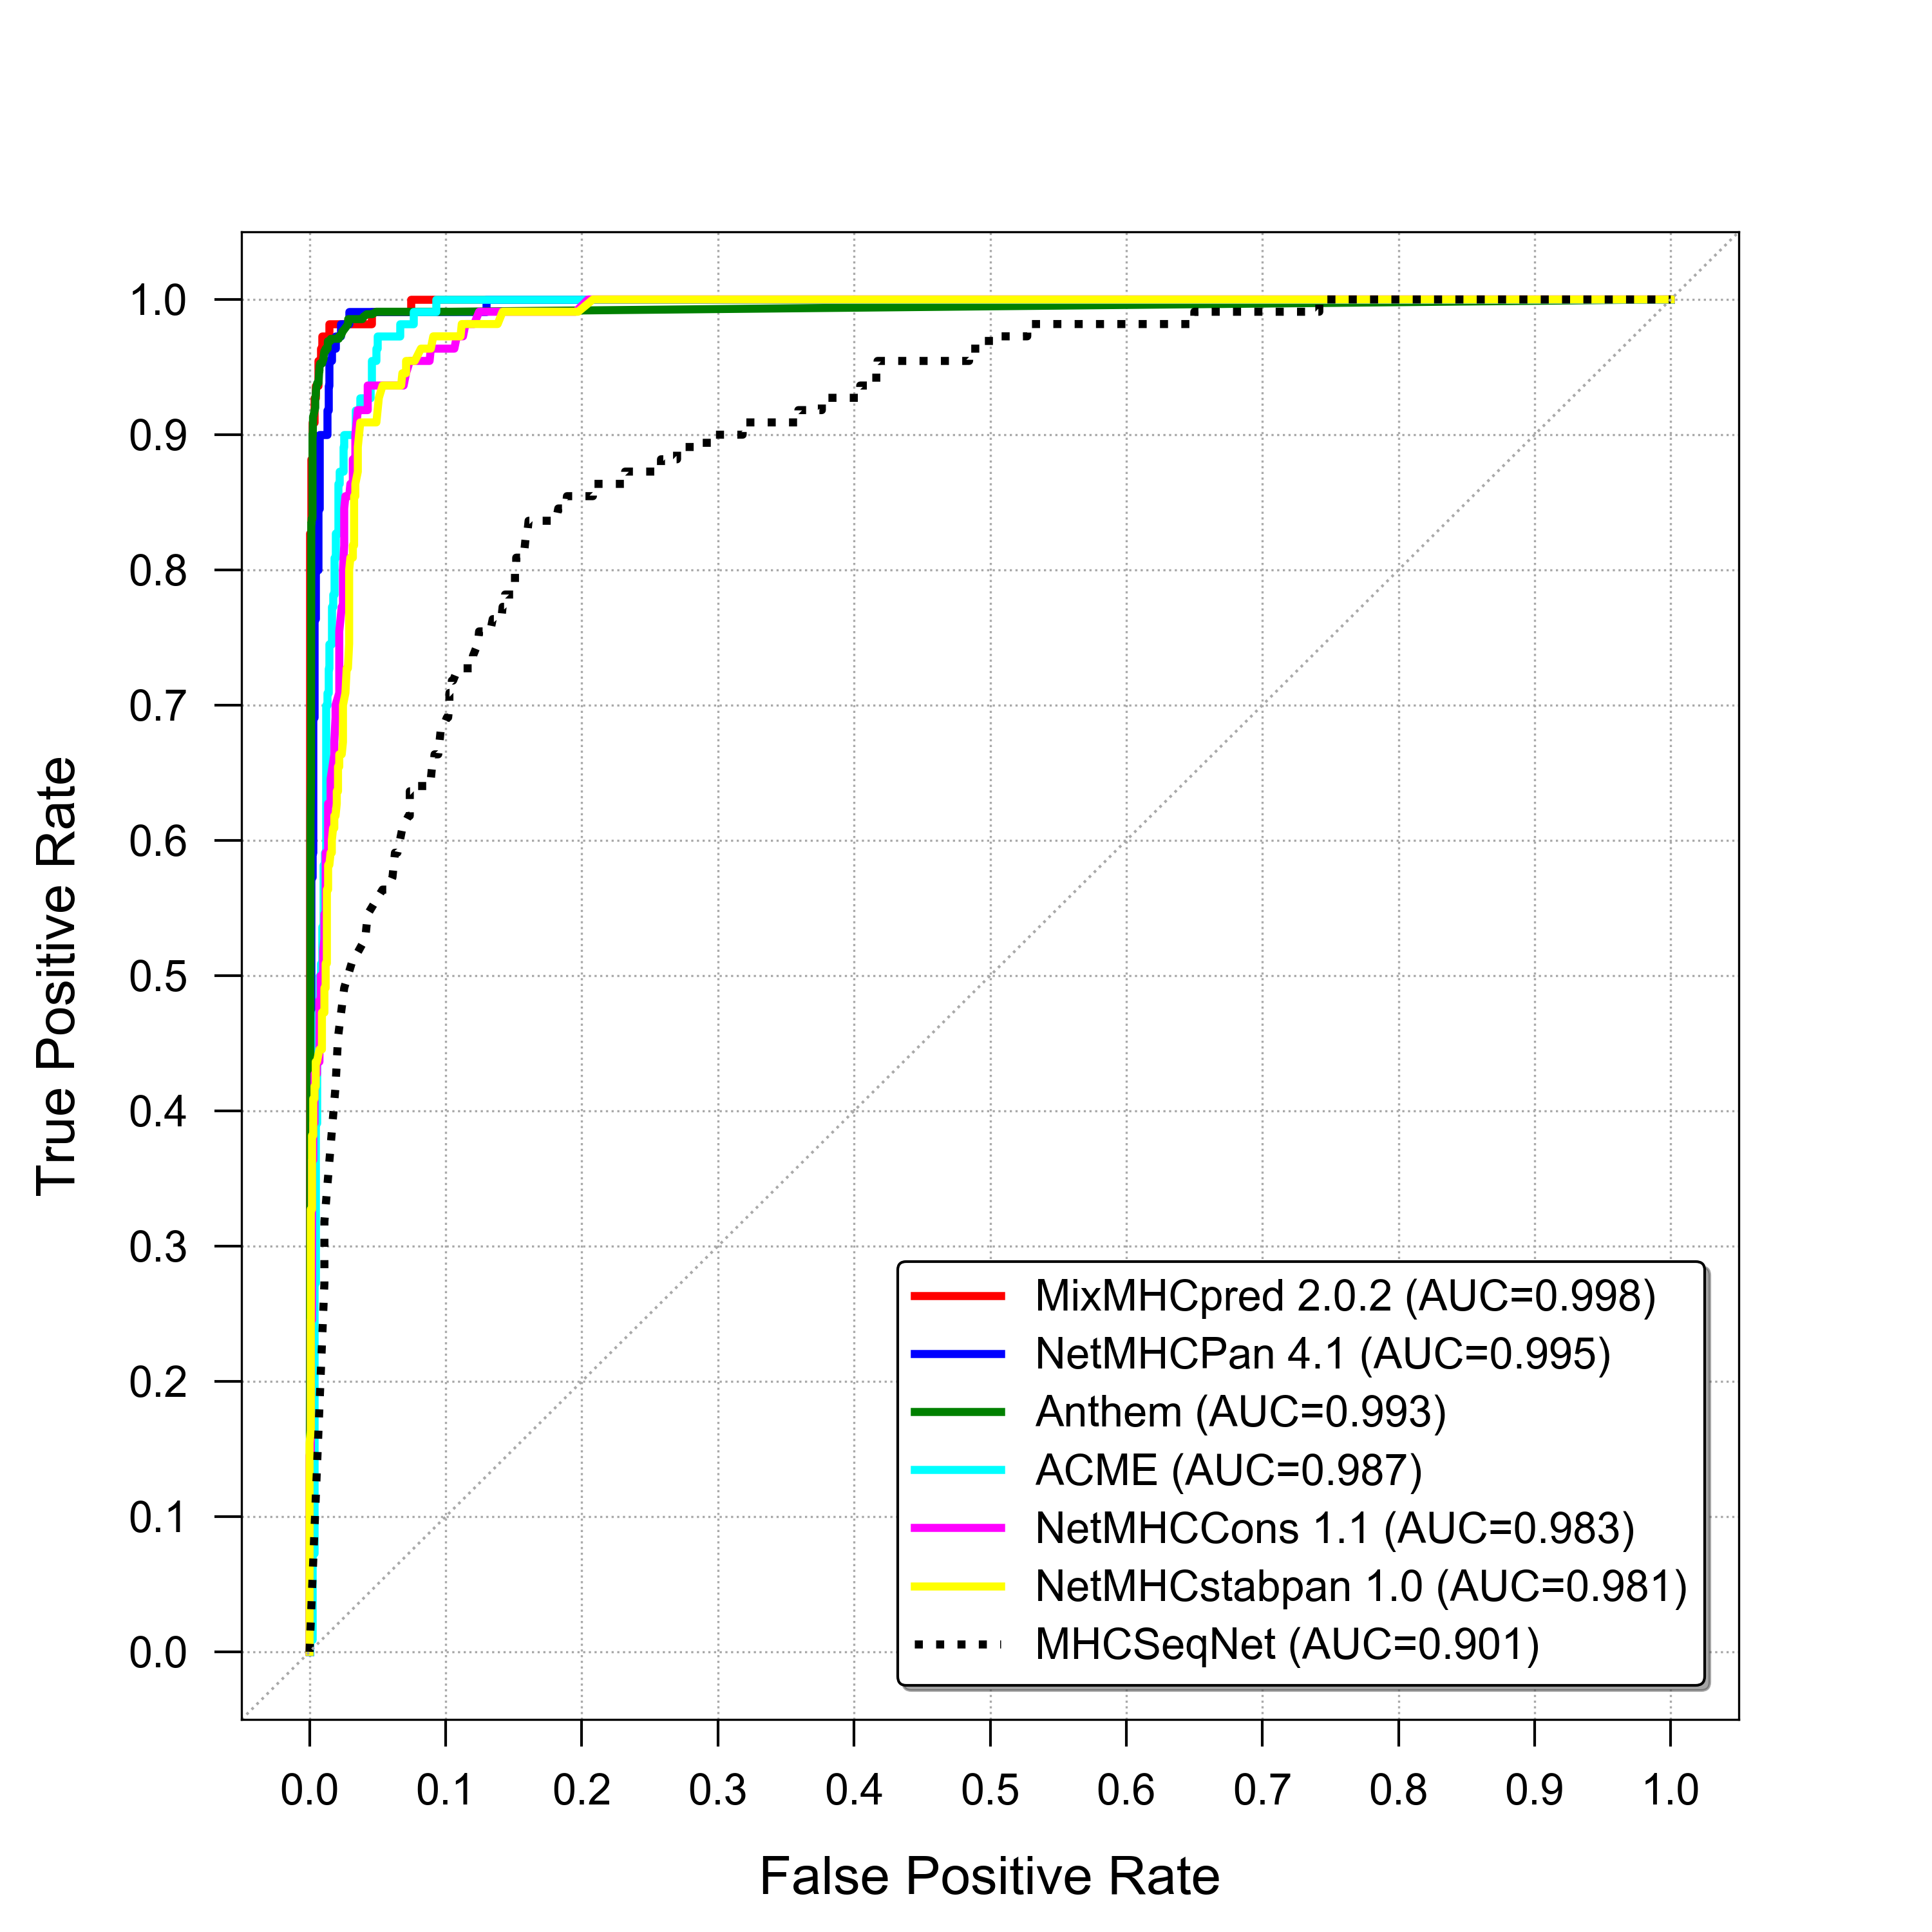 True Positive Rate
1.0
0.9
0.8
0.7
0.6
0.5
0.4
0.3
0.2
0.1
0.0
MixMHCpred 2.0.2 (AUC=0.998)
NetMHCPan 4.1 (AUC=0.995)
Anthem (AUC=0.993)
ACME (AUC=0.987)
NetMHCCons 1.1 (AUC=0.983)
NetMHCstabpan 1.0 (AUC=0.981)
MHCSeqNet (AUC=0.901)
0.0 0.1 0.2 0.3 0.4 0.5 0.6 0.7 0.8 0.9 1.0
False Positive Rate